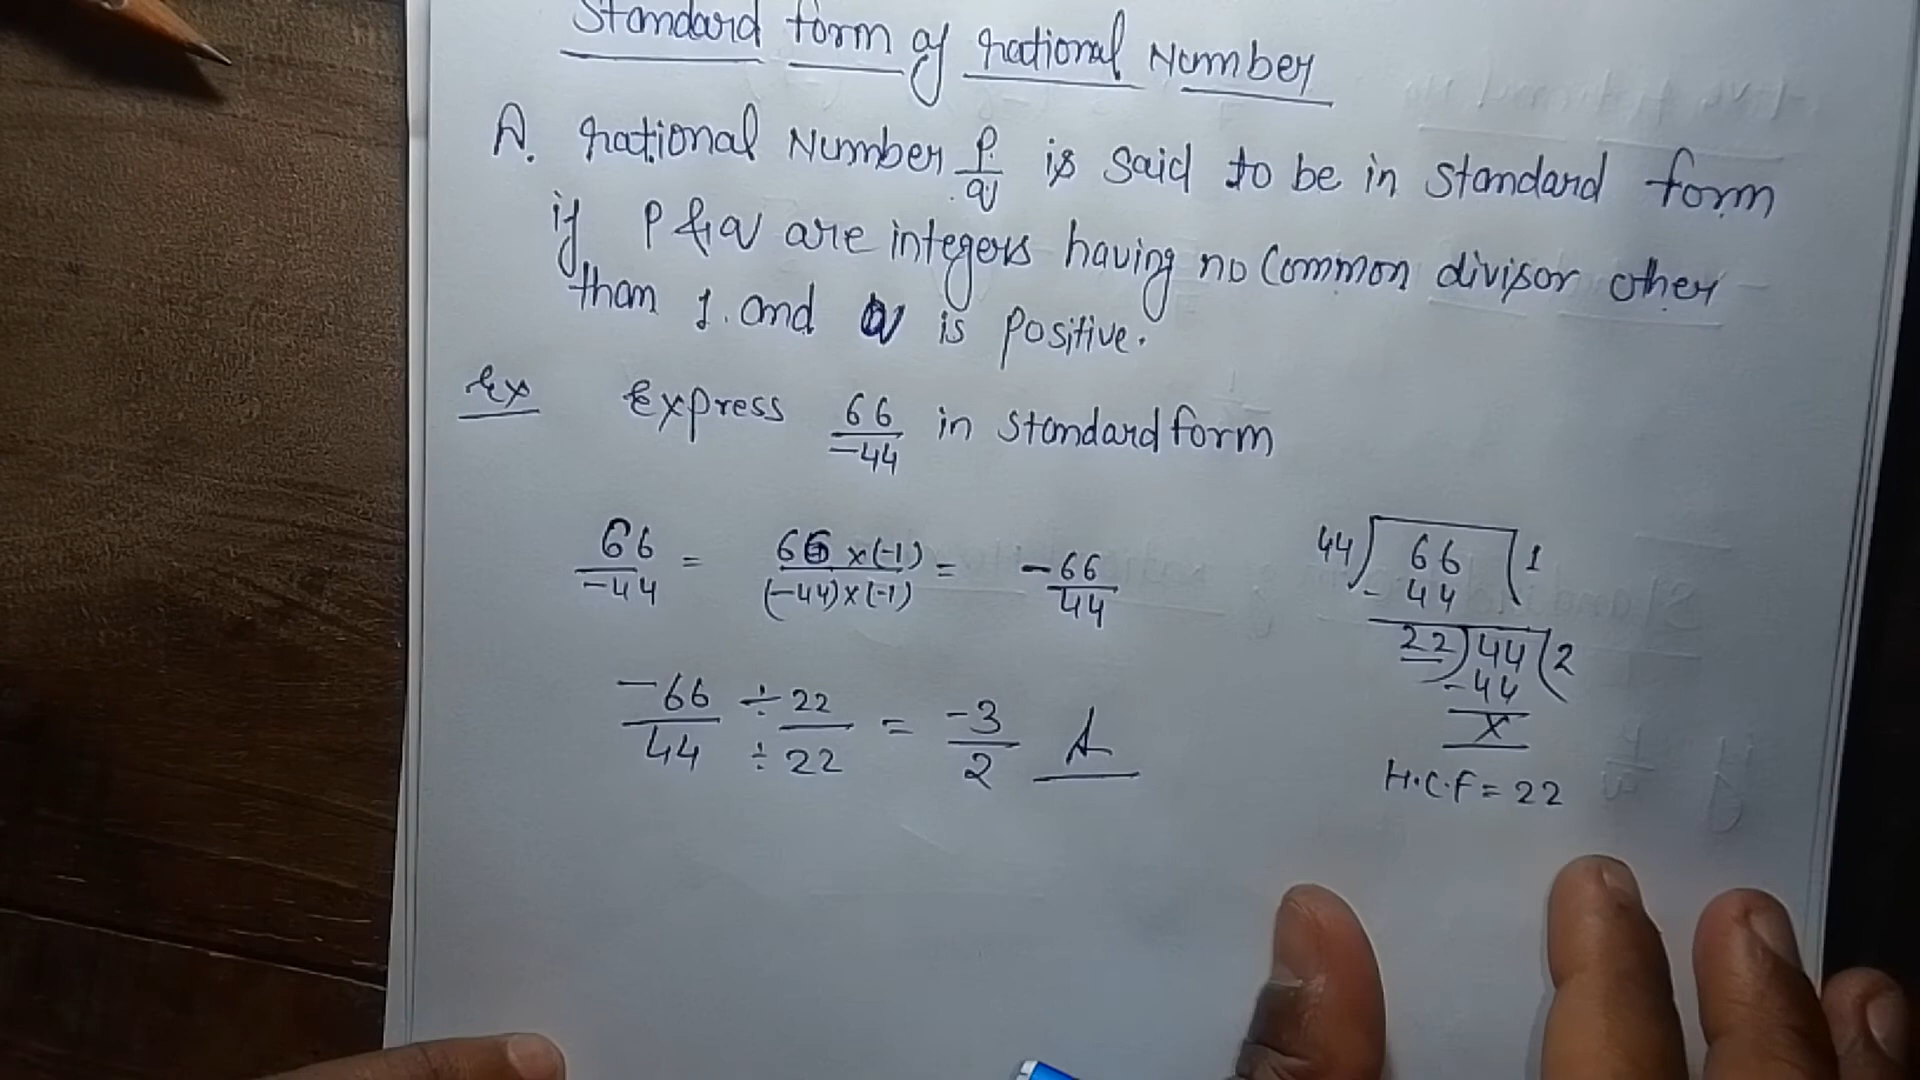 Standard form of rational Number
A. rational Number P/q is said to be in standard form
if P & q are integers having no common divisor other
than 1. and q is positive.
Ex Express 66/-44 in standard form
66/-44 = 66 x(-1)/(-44)x(-1) = -66/44
-66/44 ÷22/÷22 = -3/2 A
44) 66 (1
- 44
22) 44 (2
-44
x
H.C.F = 22